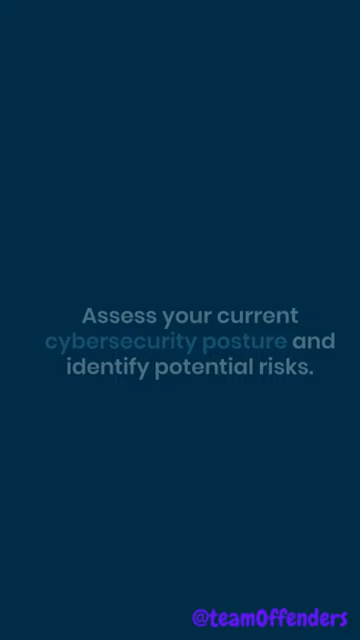 Assess your current
cybersecurity posture and
identify potential risks.
@teamOffenders